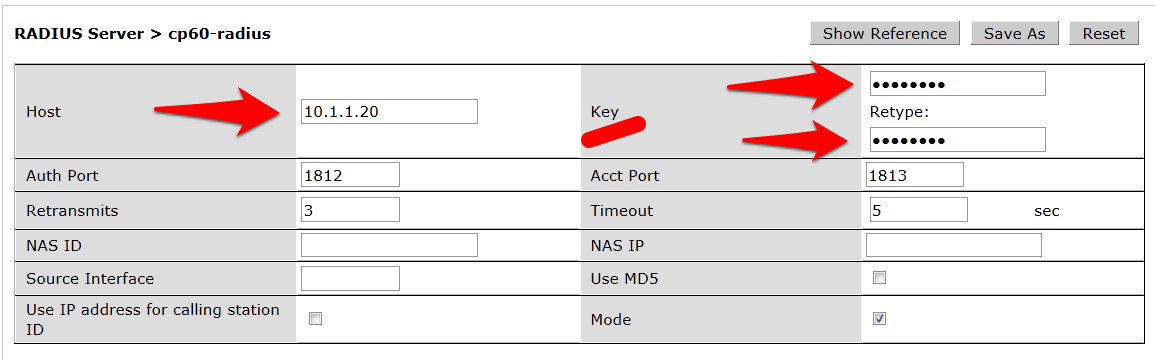 RADIUS Server > cp60-radius
Show Reference
Save As
Reset
Host
10.1.1.20
Key
••••••••
Retype:
••••••••
Auth Port
1812
Acct Port
1813
Retransmits
3
Timeout
5
sec
NAS ID
NAS IP
Source Interface
Use MD5
Use IP address for calling station
ID
Mode